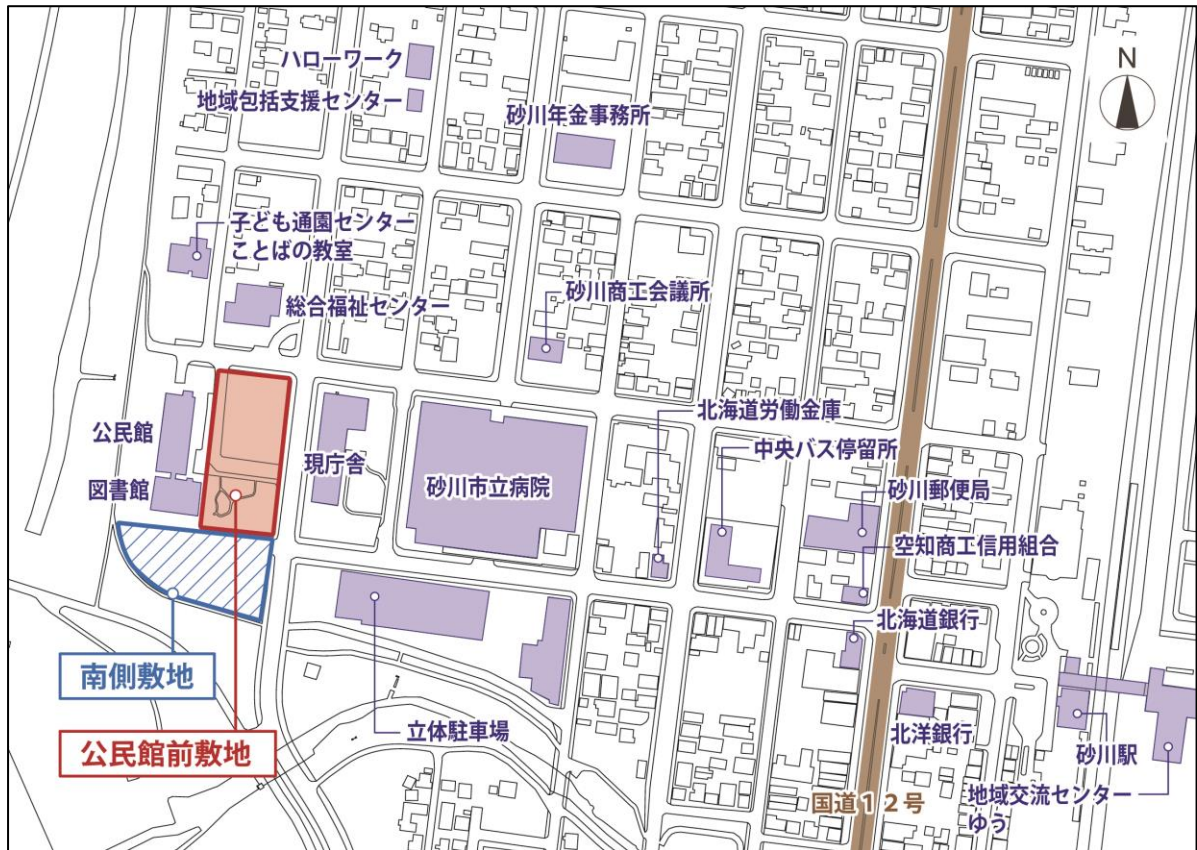 N
ハローワーク
地域包括支援センター
砂川年金事務所
子ども通園センター
ことばの教室
総合福祉センター
砂川商工会議所
北海道労働金庫
中央バス停留所
公民館
現庁舎
図書館
砂川市立病院
砂川郵便局
空知商工信用組合
北海道銀行
南側敷地
立体駐車場
北洋銀行
公民館前敷地
砂川駅
国道12号
地域交流センター
ゆう